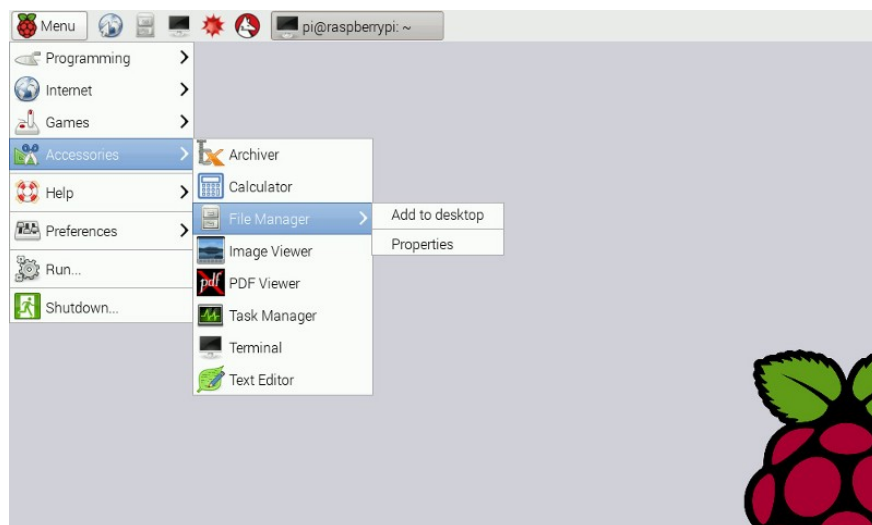 Menu
pi@raspberrypi: ~
Programming
Internet
Games
Accessories
Help
Preferences
Run...
Shutdown...
Archiver
Calculator
File Manager
Image Viewer
pdf
PDF Viewer
Task Manager
Terminal
Text Editor
Add to desktop
Properties